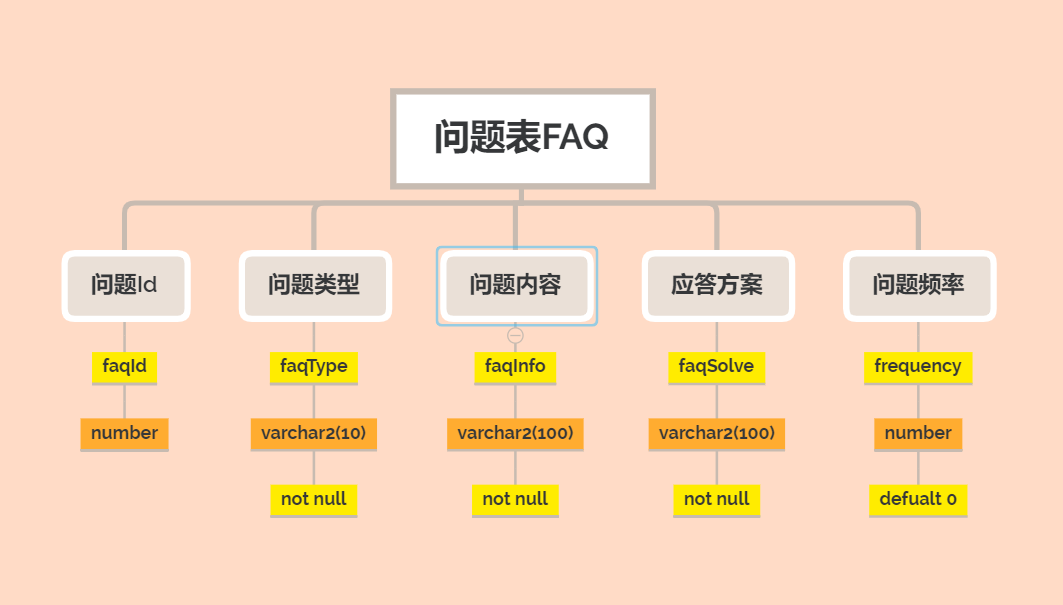 问题表FAQ
问题Id
问题类型
问题内容
应答方案
问题频率
faqId
faqType
faqInfo
faqSolve
frequency
number
varchar2(10)
varchar2(100)
varchar2(100)
number
not null
not null
not null
defualt 0